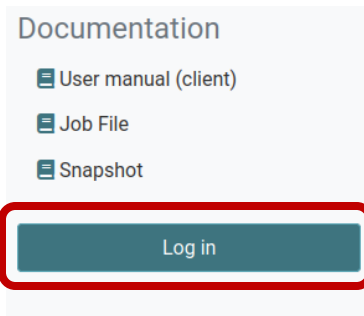 Documentation
User manual (client)
Job File
Snapshot
Log in